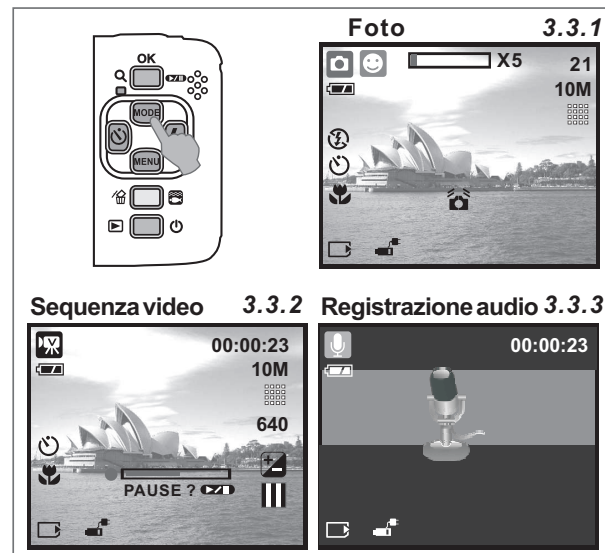 Foto 3.3.1
OK
MODE
MENU
X5 21
10M
Sequenza video 3.3.2
00:00:23
10M
640
PAUSE ?
Registrazione audio 3.3.3
00:00:23